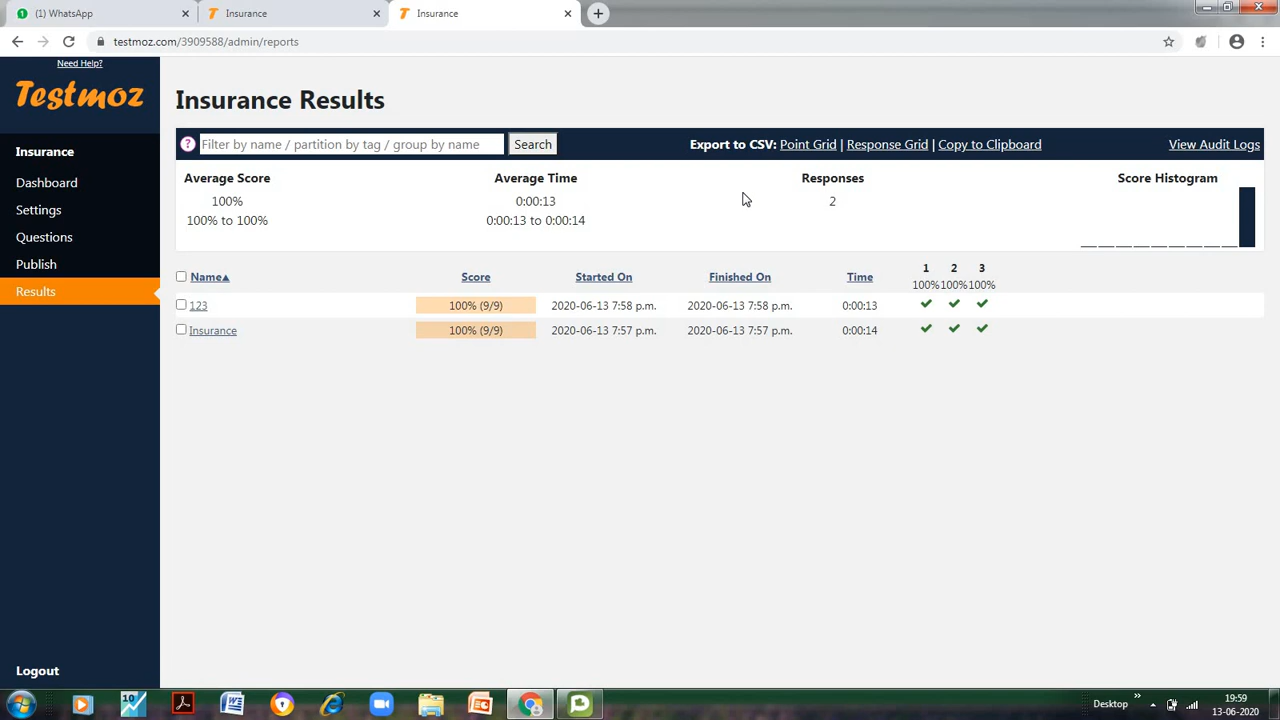 (1) WhatsApp
Insurance
Insurance
testmoz.com/3909588/admin/reports
Need Help?
Testmoz
Insurance
Dashboard
Settings
Questions
Publish
Results
Logout
Insurance Results
? Filter by name / partition by tag / group by name Search Export to CSV: Point Grid | Response Grid | Copy to Clipboard View Audit Logs
Average Score Average Time Responses Score Histogram
100% 0:00:13 2
100% to 100% 0:00:13 to 0:00:14
Name▲ Score Started On Finished On Time 1 2 3
100% 100% 100%
123 100% (9/9) 2020-06-13 7:58 p.m. 2020-06-13 7:58 p.m. 0:00:13
Insurance 100% (9/9) 2020-06-13 7:57 p.m. 2020-06-13 7:57 p.m. 0:00:14
Desktop 19:59
13-06-2020